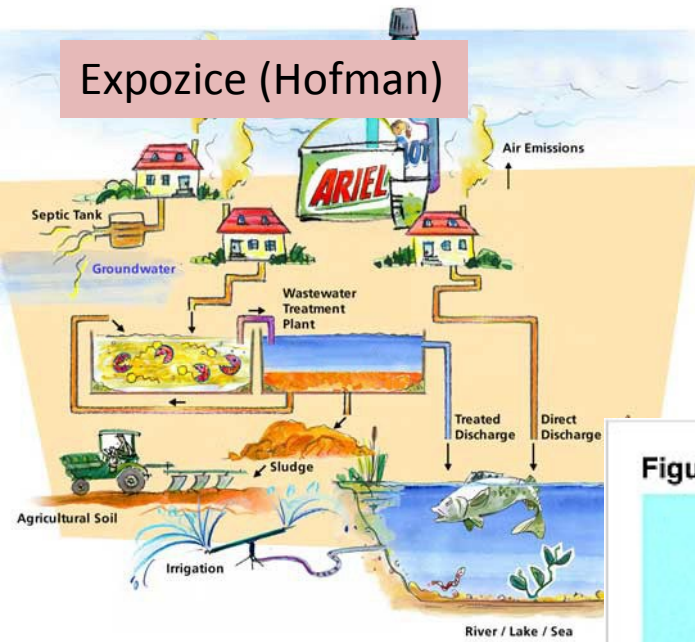 Expozice (Hofman)
ARIEL
Air Emissions
Septic Tank
Groundwater
Wastewater
Treatment
Plant
Treated
Discharge
Direct
Discharge
Sludge
Agricultural Soil
Irrigation
River / Lake / Sea